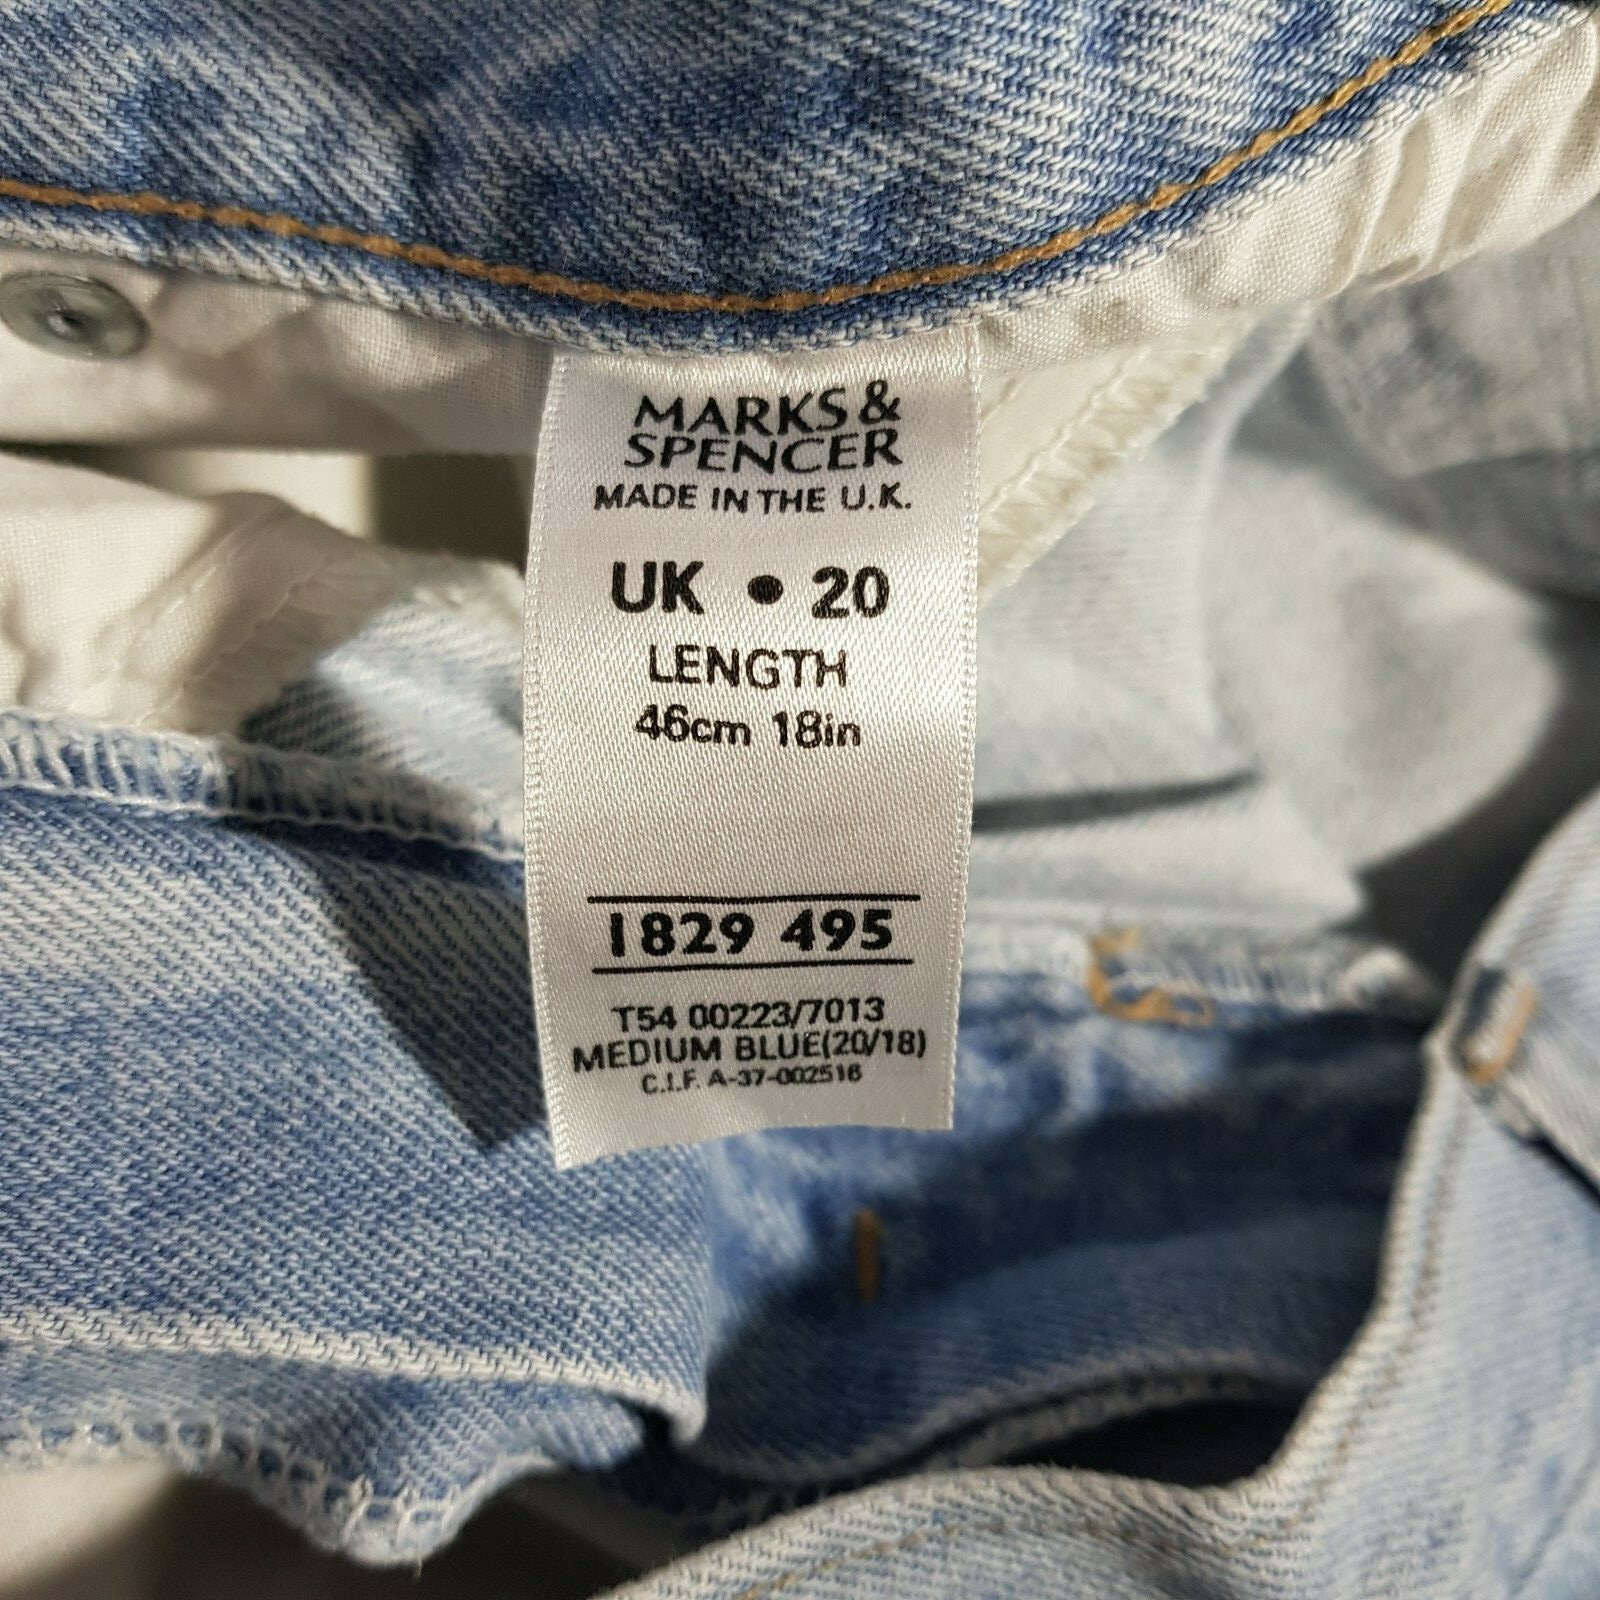 MARKS &
SPENCER
MADE IN THE U.K.
UK • 20
LENGTH
46cm 18in
1829 495
T54 00223/7013
MEDIUM BLUE(20/18)
C.I.F. A-37-002516